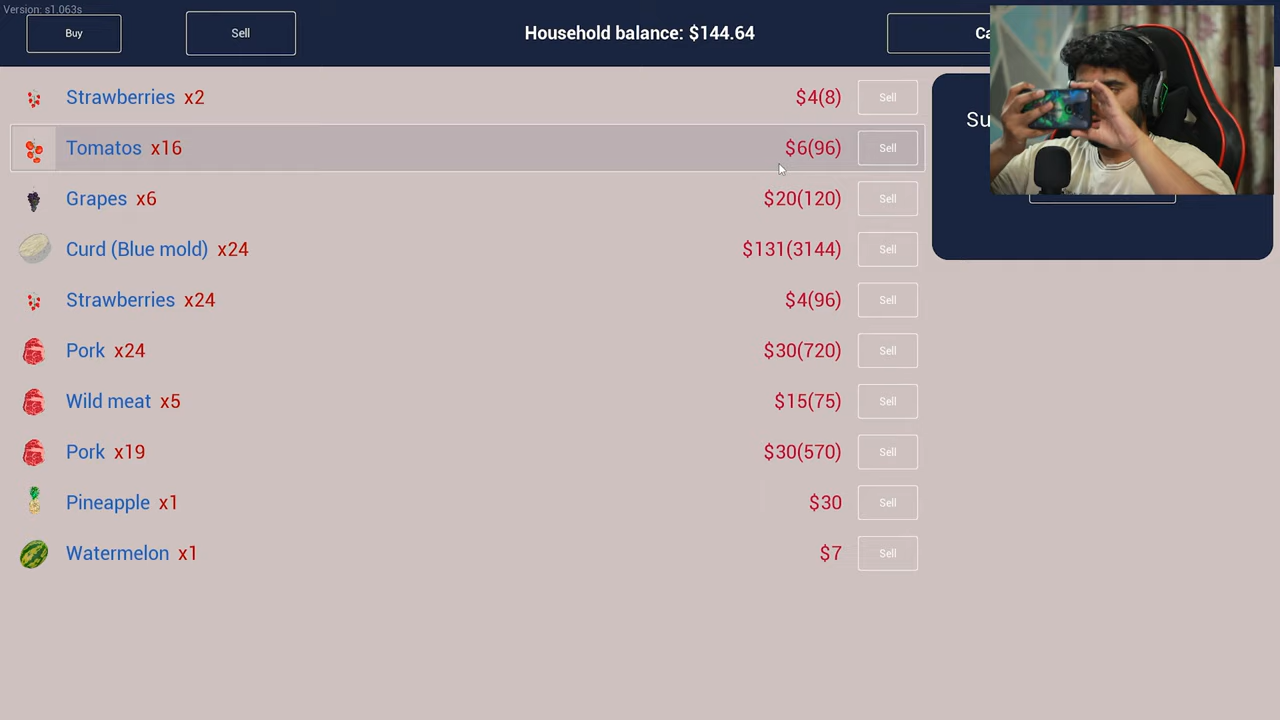 Version: s1.063s
Buy
Sell
Household balance: $144.64
Strawberries x2 $4(8) Sell
Tomatos x16 $6(96) Sell
Grapes x6 $20(120) Sell
Curd (Blue mold) x24 $131(3144) Sell
Strawberries x24 $4(96) Sell
Pork x24 $30(720) Sell
Wild meat x5 $15(75) Sell
Pork x19 $30(570) Sell
Pineapple x1 $30 Sell
Watermelon x1 $7 Sell